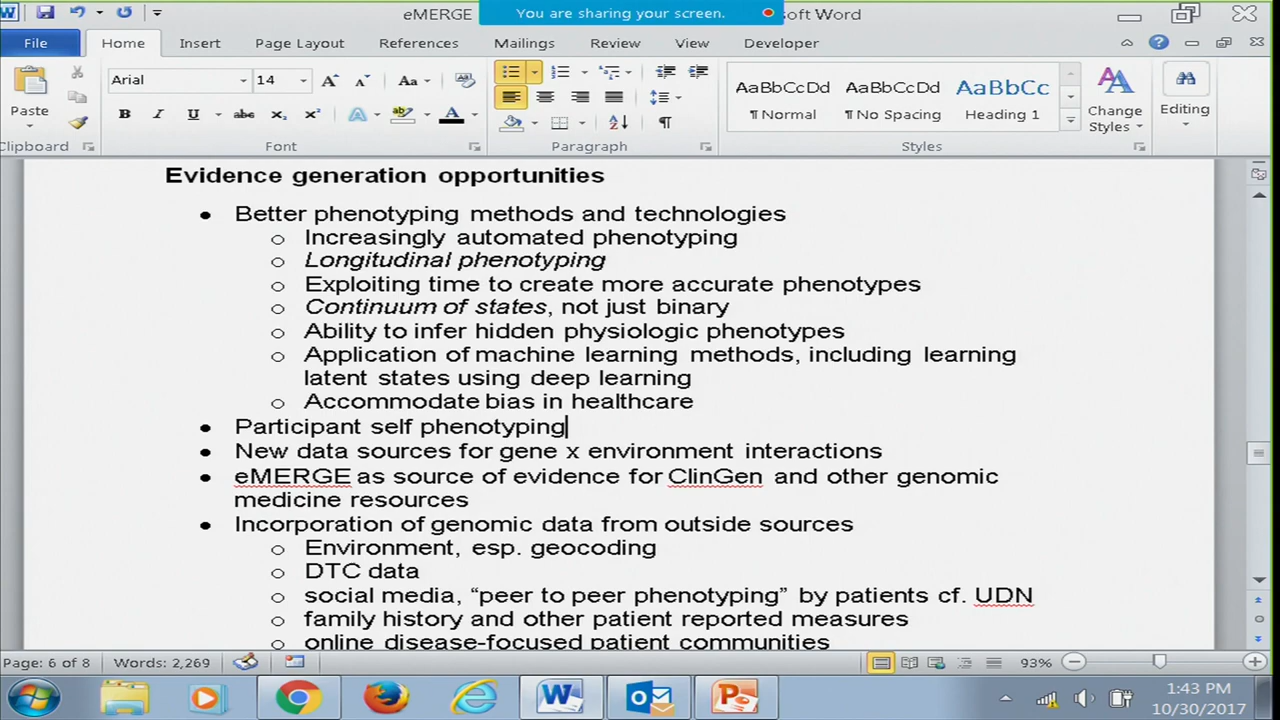 eMERGE
You are sharing your screen.
soft Word
File
Home
Insert
Page Layout
References
Mailings
Review
View
Developer
Arial
14
Aa
AaBbCcDd
AaBbCcDd
AaBbCc
Paste
B I U abc x₂ x² A A
¶ Normal
¶ No Spacing
Heading 1
Change Styles
Editing
Clipboard
Font
Paragraph
Styles
Evidence generation opportunities
• Better phenotyping methods and technologies
o Increasingly automated phenotyping
o Longitudinal phenotyping
o Exploiting time to create more accurate phenotypes
o Continuum of states, not just binary
o Ability to infer hidden physiologic phenotypes
o Application of machine learning methods, including learning
latent states using deep learning
o Accommodate bias in healthcare
• Participant self phenotyping
• New data sources for gene x environment interactions
• eMERGE as source of evidence for ClinGen and other genomic
medicine resources
• Incorporation of genomic data from outside sources
o Environment, esp. geocoding
o DTC data
o social media, “peer to peer phenotyping” by patients cf. UDN
o family history and other patient reported measures
o online disease-focused patient communities
Page: 6 of 8
Words: 2,269
93%
1:43 PM
10/30/2017